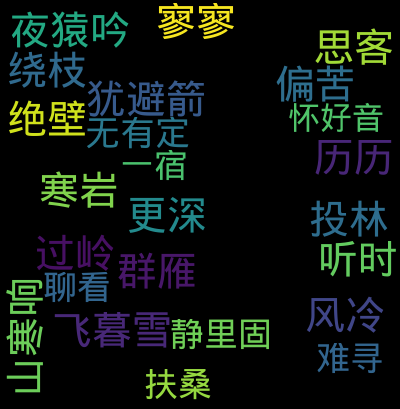 夜猿吟
寥寥
思客
绕枝
偏苦
犹避箭
绝壁
怀好音
无有定
历历
一宿
寒岩
更深
投林
过岭
听时
群雁
聊看
山寒响
飞暮雪
风冷
静里固
难寻
扶桑